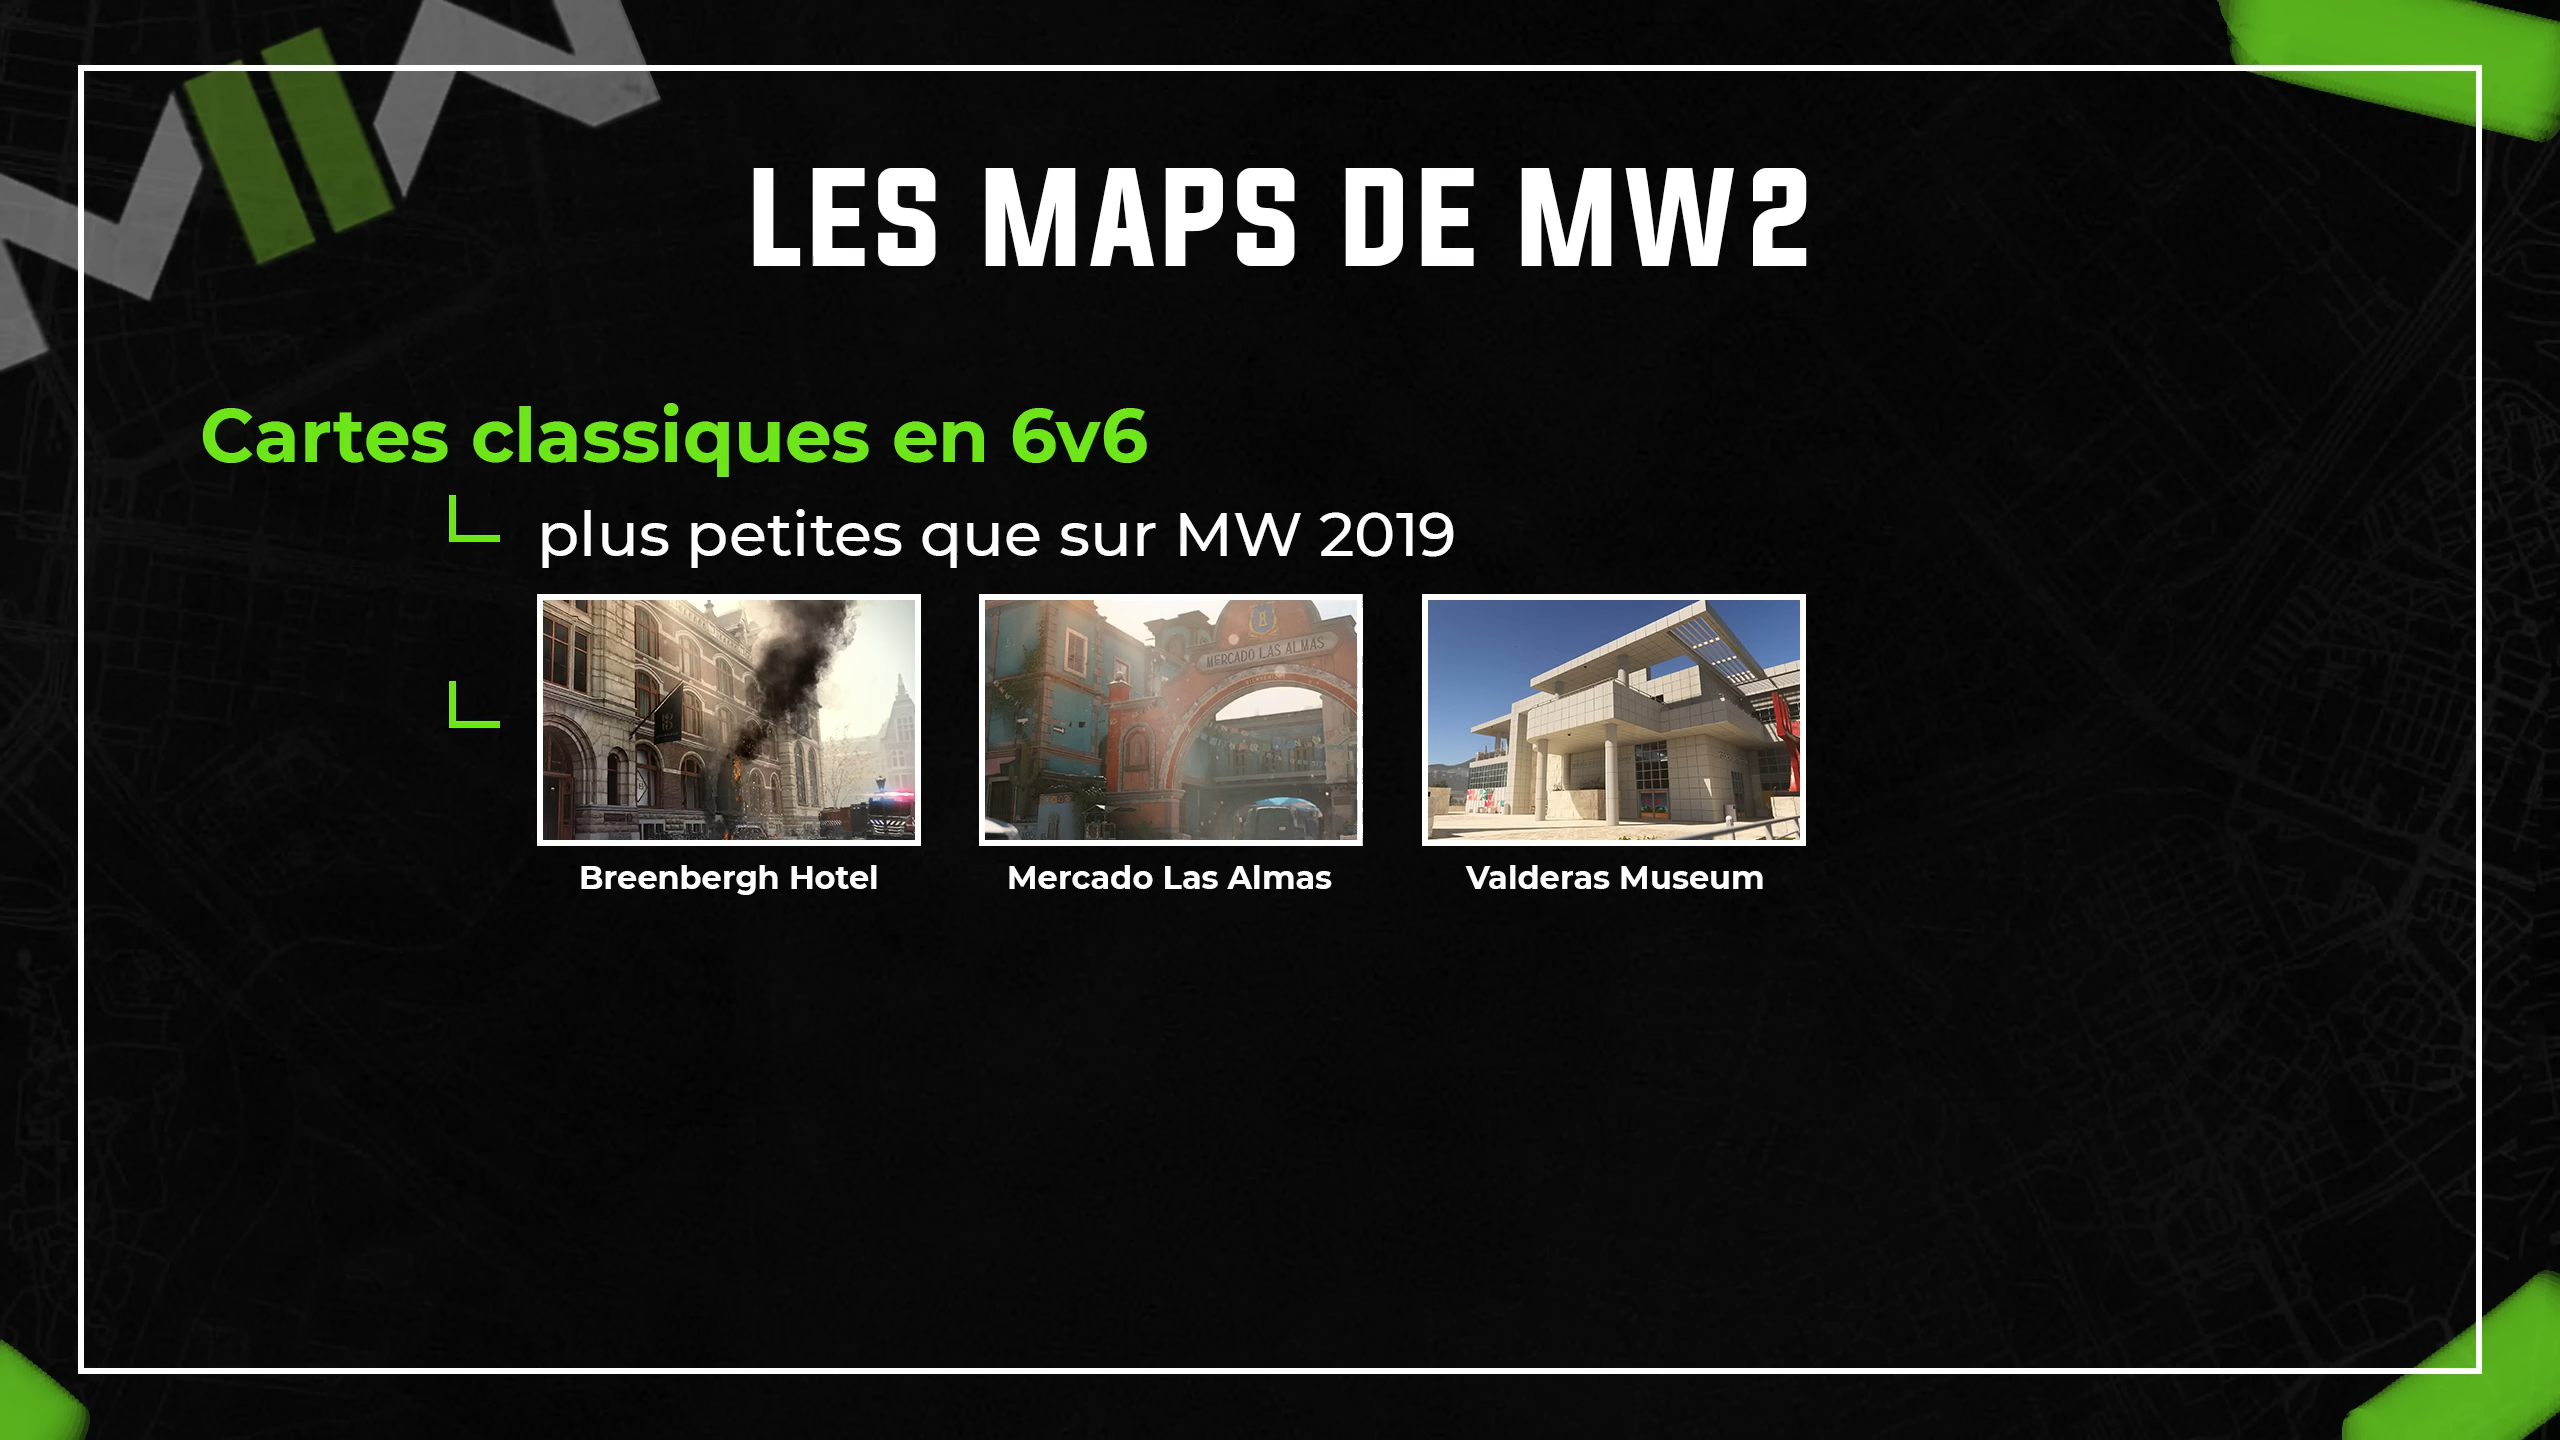 LES MAPS DE MW2
Cartes classiques en 6v6
plus petites que sur MW 2019
MERCADO LAS ALMAS
Breenbergh Hotel
Mercado Las Almas
Valderas Museum